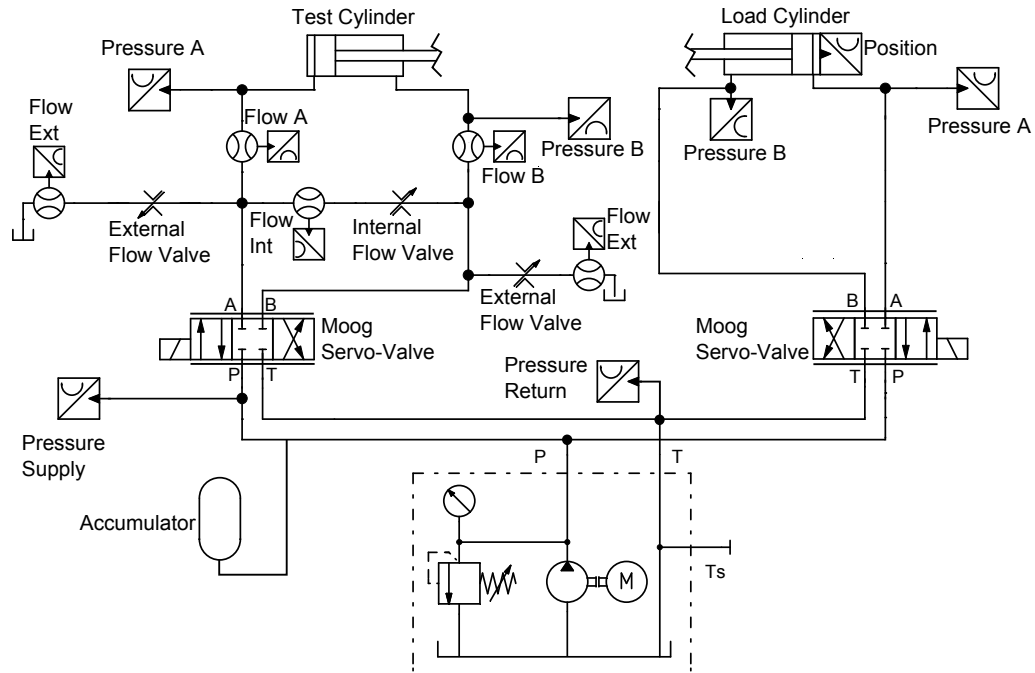 Test Cylinder
Load Cylinder
Pressure A
Position
Flow
Ext
Flow A
Pressure B
Flow B
Pressure B
Pressure A
External
Flow Valve
Flow
Int
Internal
Flow Valve
Flow
Ext
External
Flow Valve
A
B
Moog
Servo-Valve
P
T
B
A
Moog
Servo-Valve
T
P
Pressure
Return
Pressure
Supply
P
T
Accumulator
M
Ts